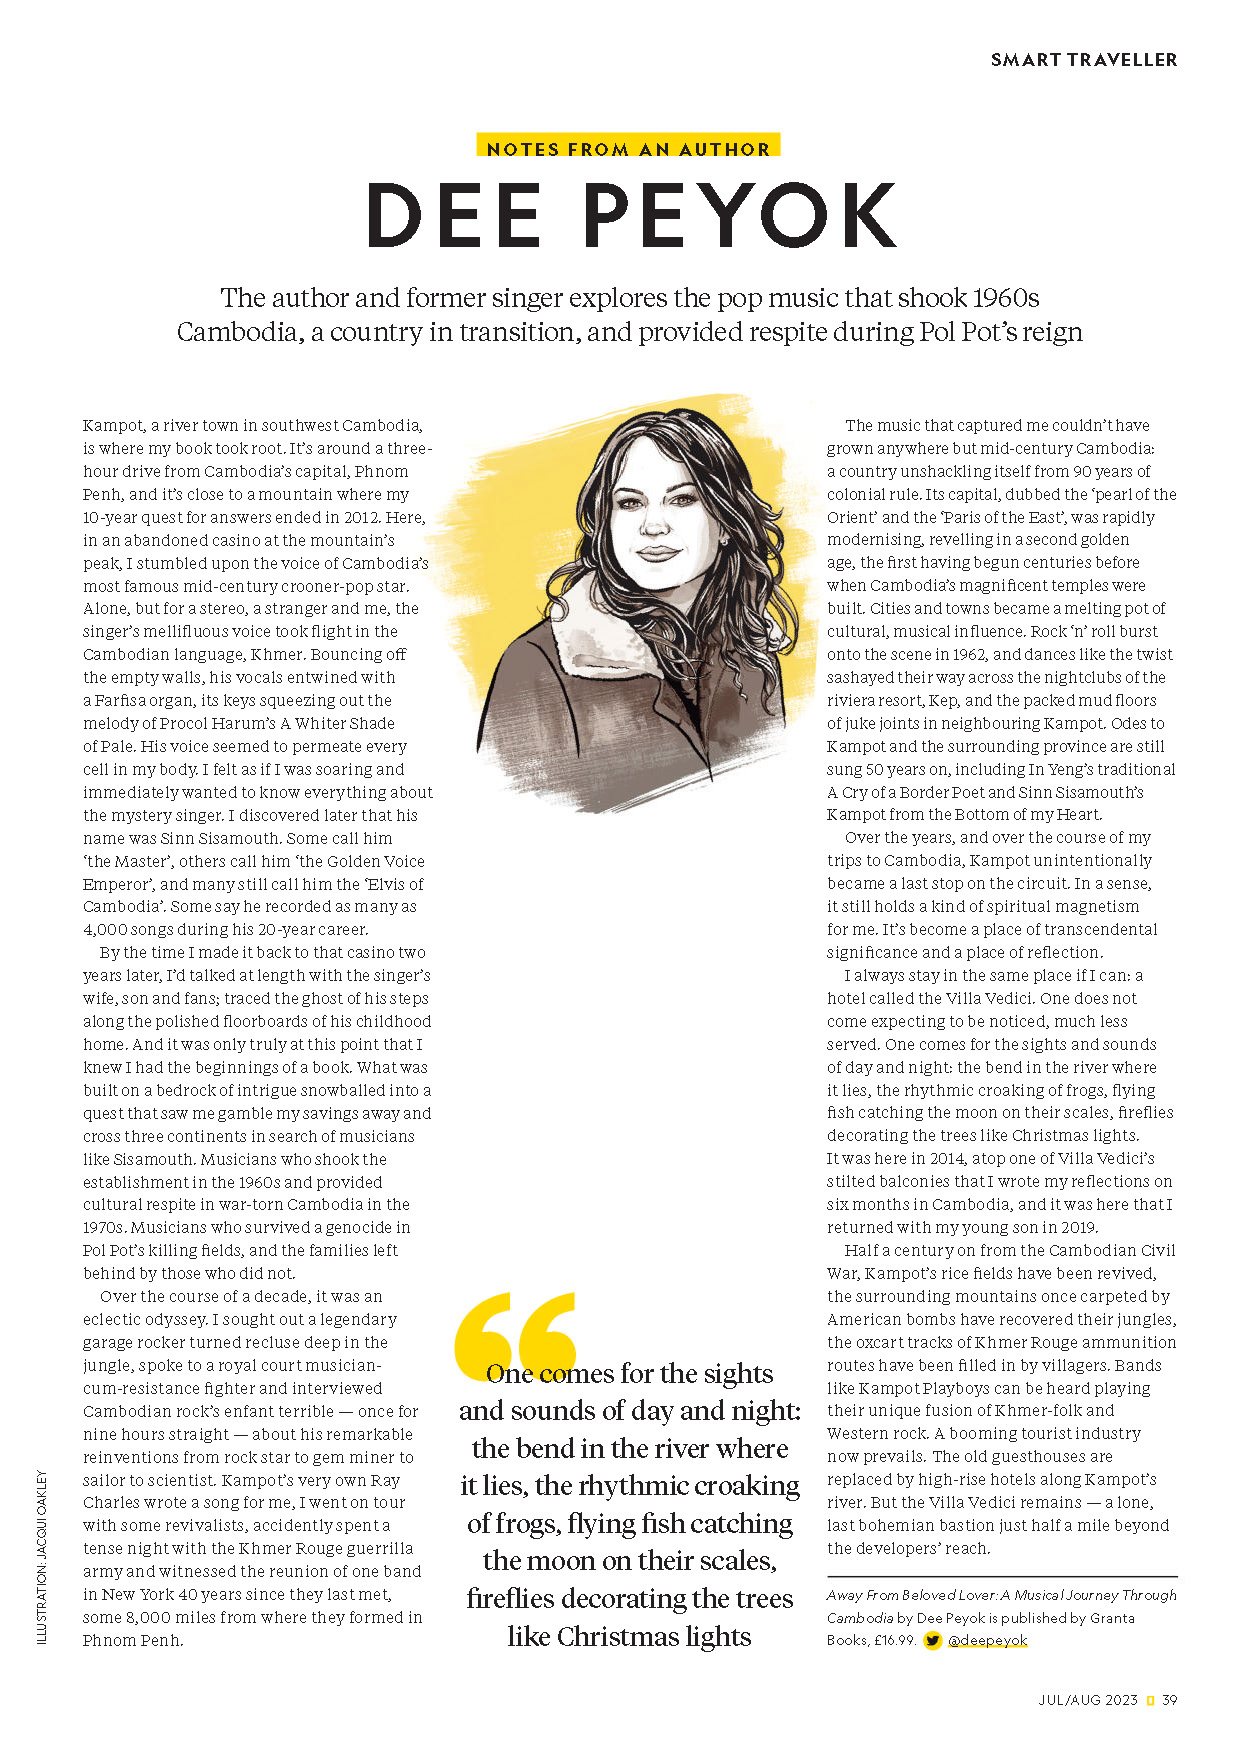 SMART TRAVELLER
NOTES FROM AN AUTHOR
DEE PEYOK
The author and former singer explores the pop music that shook 1960s
Cambodia, a country in transition, and provided respite during Pol Pot’s reign
Kampot, a river town in southwest Cambodia,
is where my book took root. It’s around a three-
hour drive from Cambodia’s capital, Phnom
Penh, and it’s close to a mountain where my
10-year quest for answers ended in 2012. Here,
in an abandoned casino at the mountain’s
peak, I stumbled upon the voice of Cambodia’s
most famous mid-century crooner-pop star.
Alone, but for a stereo, a stranger and me, the
singer’s mellifluous voice took flight in the
Cambodian language, Khmer. Bouncing off
the empty walls, his vocals entwined with
a Farfisa organ, its keys squeezing out the
melody of Procol Harum’s A Whiter Shade
of Pale. His voice seemed to permeate every
cell in my body. I felt as if I was soaring and
immediately wanted to know everything about
the mystery singer. I discovered later that his
name was Sinn Sisamouth. Some call him
‘the Master’, others call him ‘the Golden Voice
Emperor’, and many still call him the ‘Elvis of
Cambodia’. Some say he recorded as many as
4,000 songs during his 20-year career.
By the time I made it back to that casino two
years later, I’d talked at length with the singer’s
wife, son and fans; traced the ghost of his steps
along the polished floorboards of his childhood
home. And it was only truly at this point that I
knew I had the beginnings of a book. What was
built on a bedrock of intrigue snowballed into a
quest that saw me gamble my savings away and
cross three continents in search of musicians
like Sisamouth. Musicians who shook the
establishment in the 1960s and provided
cultural respite in war-torn Cambodia in the
1970s. Musicians who survived a genocide in
Pol Pot’s killing fields, and the families left
behind by those who did not.
Over the course of a decade, it was an
eclectic odyssey. I sought out a legendary
garage rocker turned recluse deep in the
jungle, spoke to a royal court musician-
cum-resistance fighter and interviewed
Cambodian rock’s enfant terrible — once for
nine hours straight — about his remarkable
reinventions from rock star to gem miner to
sailor to scientist. Kampot’s very own Ray
Charles wrote a song for me, I went on tour
with some revivalists, accidently spent a
tense night with the Khmer Rouge guerrilla
army and witnessed the reunion of one band
in New York 40 years since they last met,
some 8,000 miles from where they formed in
Phnom Penh.
“
One comes for the sights
and sounds of day and night:
the bend in the river where
it lies, the rhythmic croaking
of frogs, flying fish catching
the moon on their scales,
fireflies decorating the trees
like Christmas lights
The music that captured me couldn’t have
grown anywhere but mid-century Cambodia:
a country unshackling itself from 90 years of
colonial rule. Its capital, dubbed the ‘pearl of the
Orient’ and the ‘Paris of the East’, was rapidly
modernising, revelling in a second golden
age, the first having begun centuries before
when Cambodia’s magnificent temples were
built. Cities and towns became a melting pot of
cultural, musical influence. Rock ‘n’ roll burst
onto the scene in 1962, and dances like the twist
sashayed their way across the nightclubs of the
riviera resort, Kep, and the packed mud floors
of juke joints in neighbouring Kampot. Odes to
Kampot and the surrounding province are still
sung 50 years on, including In Yeng’s traditional
A Cry of a Border Poet and Sinn Sisamouth’s
Kampot from the Bottom of my Heart.
Over the years, and over the course of my
trips to Cambodia, Kampot unintentionally
became a last stop on the circuit. In a sense,
it still holds a kind of spiritual magnetism
for me. It’s become a place of transcendental
significance and a place of reflection.
I always stay in the same place if I can: a
hotel called the Villa Vedici. One does not
come expecting to be noticed, much less
served. One comes for the sights and sounds
of day and night: the bend in the river where
it lies, the rhythmic croaking of frogs, flying
fish catching the moon on their scales, fireflies
decorating the trees like Christmas lights.
It was here in 2014, atop one of Villa Vedici’s
stilted balconies that I wrote my reflections on
six months in Cambodia, and it was here that I
returned with my young son in 2019.
Half a century on from the Cambodian Civil
War, Kampot’s rice fields have been revived,
the surrounding mountains once carpeted by
American bombs have recovered their jungles,
the oxcart tracks of Khmer Rouge ammunition
routes have been filled in by villagers. Bands
like Kampot Playboys can be heard playing
their unique fusion of Khmer-folk and
Western rock. A booming tourist industry
now prevails. The old guesthouses are
replaced by high-rise hotels along Kampot’s
river. But the Villa Vedici remains — a lone,
last bohemian bastion just half a mile beyond
the developers’ reach.
Away From Beloved Lover: A Musical Journey Through
Cambodia by Dee Peyok is published by Granta
Books, £16.99. @deepeyok
ILLUSTRATION: JACQUI OAKLEY
JUL/AUG 2023 39